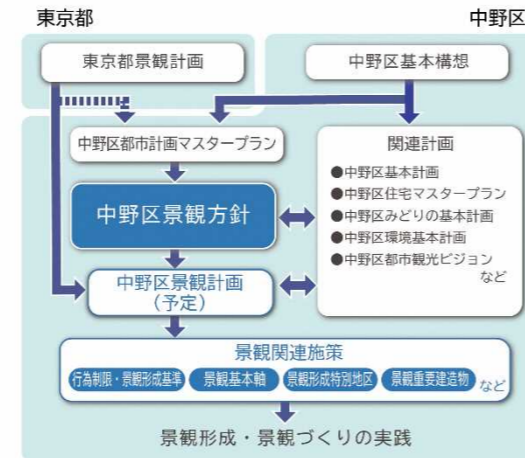 東京都
中野区
東京都景観計画
中野区基本構想
中野区都市計画マスタープラン
関連計画
●中野区基本計画
●中野区住宅マスタープラン
●中野区みどりの基本計画
●中野区環境基本計画
●中野区都市観光ビジョン
など
中野区景観方針
中野区景観計画
（予定）
景観関連施策
行為制限・景観形成基準 景観基本軸 景観形成特別地区 景観重要建造物 など
景観形成・景観づくりの実践